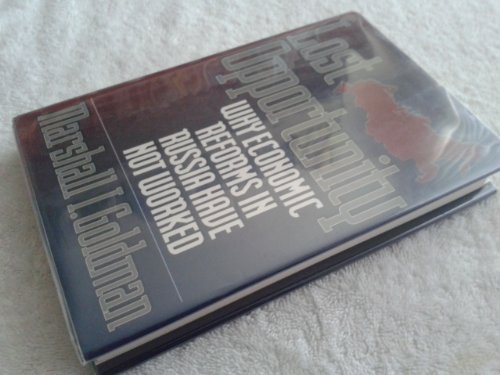 Lost
Opportunity
WHY ECONOMIC
REFORMS IN
RUSSIA HAVE
NOT WORKED
Marshall I. Goldman